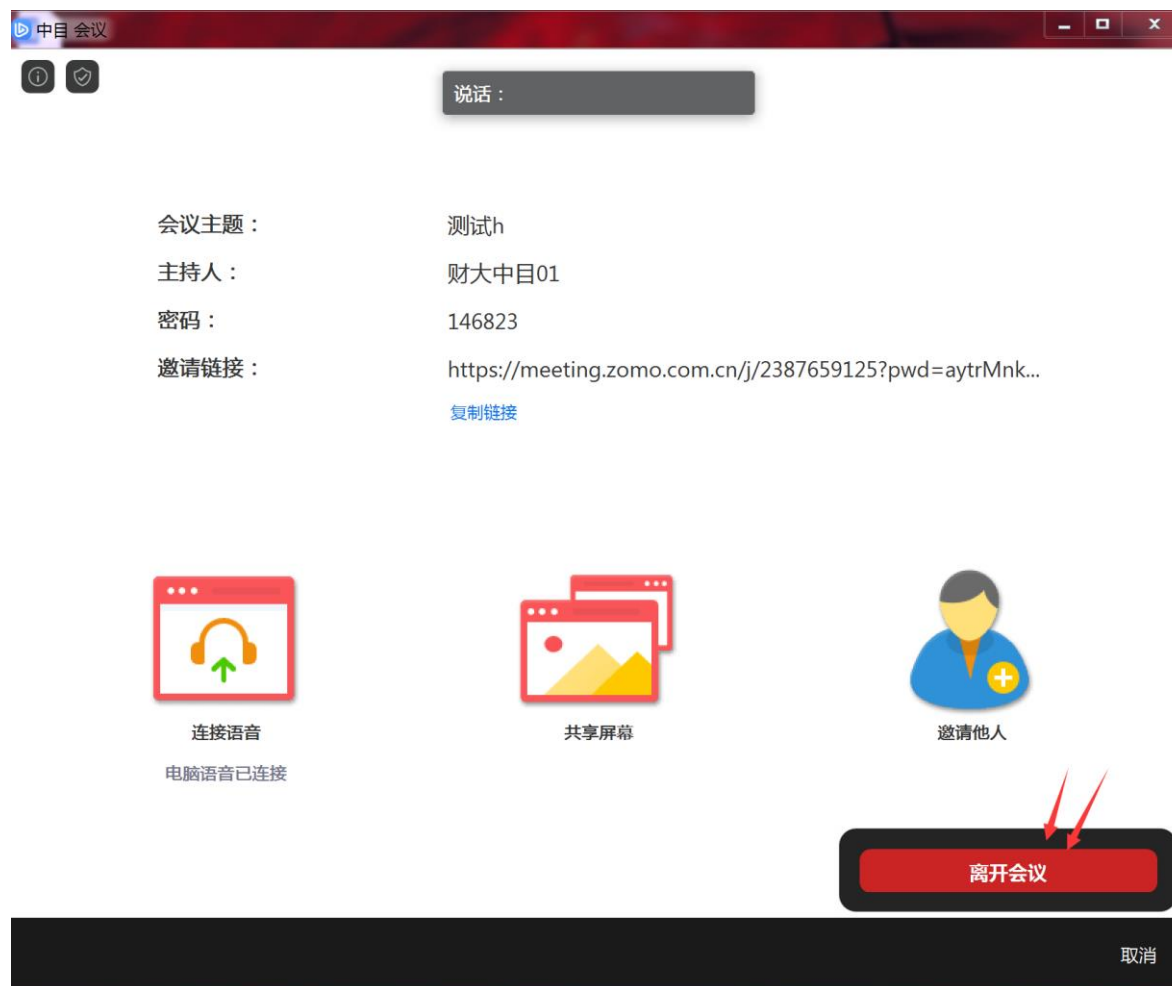 中目 会议
说话：
会议主题： 测试h
主持人： 财大中目01
密码： 146823
邀请链接： https://meeting.zomo.com.cn/j/2387659125?pwd=aytrMnk...
复制链接
连接语音 共享屏幕 邀请他人
电脑语音已连接
离开会议
取消